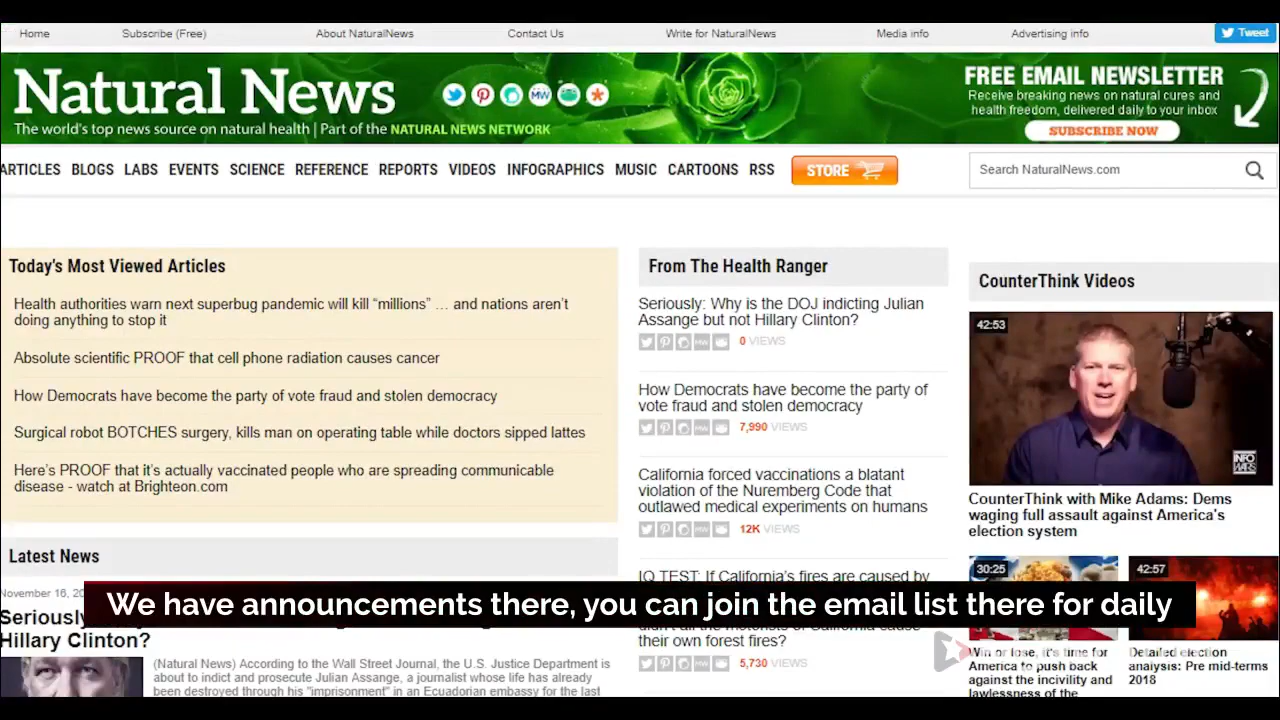 Home Subscribe (Free) About NaturalNews Contact Us Write for NaturalNews Media info Advertising info Tweet
Natural News
The world's top news source on natural health | Part of the NATURAL NEWS NETWORK
MW
FREE EMAIL NEWSLETTER
Receive breaking news on natural cures and
health freedom, delivered daily to your inbox
SUBSCRIBE NOW
ARTICLES BLOGS LABS EVENTS SCIENCE REFERENCE REPORTS VIDEOS INFOGRAPHICS MUSIC CARTOONS RSS STORE Search NaturalNews.com
Today's Most Viewed Articles
Health authorities warn next superbug pandemic will kill “millions” … and nations aren’t
doing anything to stop it
Absolute scientific PROOF that cell phone radiation causes cancer
How Democrats have become the party of vote fraud and stolen democracy
Surgical robot BOTCHES surgery, kills man on operating table while doctors sipped lattes
Here’s PROOF that it’s actually vaccinated people who are spreading communicable
disease - watch at Brighteon.com
Latest News
November 16, 20
Seriously
Hillary Clinton?
(Natural News) According to the Wall Street Journal, the U.S. Justice Department is
about to indict and prosecute Julian Assange, a journalist whose life has already
been destroyed through his "imprisonment" in an Ecuadorian embassy for the last
From The Health Ranger
Seriously: Why is the DOJ indicting Julian
Assange but not Hillary Clinton?
0 VIEWS
How Democrats have become the party of
vote fraud and stolen democracy
7,990 VIEWS
California forced vaccinations a blatant
violation of the Nuremberg Code that
outlawed medical experiments on humans
12K VIEWS
IQ TEST: If California's fires are caused by
their own forest fires?
5,730 VIEWS
CounterThink Videos
42:53
INFO
WARS
CounterThink with Mike Adams: Dems
waging full assault against America's
election system
30:25
Win or lose, it's time for
America to push back
against the incivility and
lawlessness of the
42:57
Detailed election
analysis: Pre mid-terms
2018
We have announcements there, you can join the email list there for daily